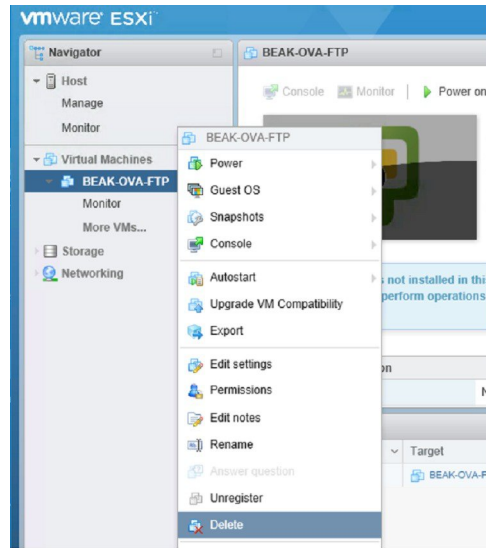 vmware ESXi
Navigator
BEAK-OVA-FTP
Host
Manage
Monitor
Console Monitor Power on
BEAK-OVA-FTP
Virtual Machines
BEAK-OVA-FTP
Monitor
More VMs...
Storage
Networking
Power
Guest OS
Snapshots
Console
Autostart
Upgrade VM Compatibility
Export
Edit settings
Permissions
Edit notes
Rename
Answer question
Unregister
Delete
not installed in
perform operations
Target
BEAK-OVA-F